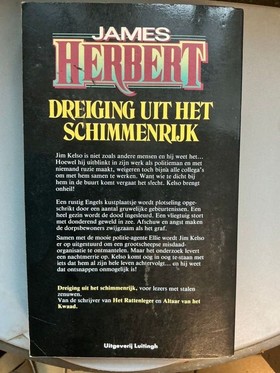 JAMES
HERBERT
DREIGING UIT HET
SCHIMMENRIJK
Jim Kelso is niet zoals andere mensen en hij weet het...
Hoewel hij uitblinkt in zijn werk als politieman en met
niemand ruzie maakt, weigeren toch bijna alle collega's
om met hem samen te werken. Want wie te dicht bij
hem in de buurt komt vergaat het slecht. Kelso brengt
onheil!
Een rustig Engels kustplaatsje wordt plotseling opge-
schrikt door een aantal gruwelijke gebeurtenissen. Een
heel gezin wordt de dood ingesleurd. Een vliegtuig stort
met donderend geweld in zee. Afschuw en angst maken
de dorpsbewoners zwijgzaam als het graf.
Samen met de mooie politie-agente Ellie wordt Jim Kelso
er op uitgestuurd om een grootscheepse misdaad-
organisatie te ontmantelen. Maar het onderzoek levert
een nachtmerrie op. Kelso komt oog in oog te staan met
iets dat hem al zijn hele leven achtervolgt... en hij weet
dat ontsnappen onmogelijk is!
Dreiging uit het schimmenrijk, voor lezers met stalen
zenuwen.
Van de schrijver van Het Rattenleger en Altaar van het
Kwaad.
Uitgeverij Luitingh